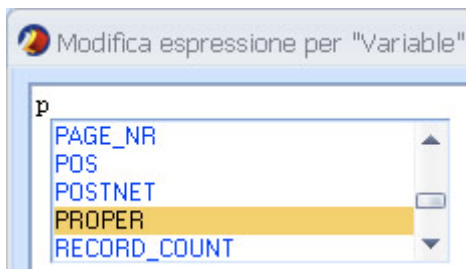 Modifica espressione per "Variable"
p
PAGE_NR
POS
POSTNET
PROPER
RECORD_COUNT